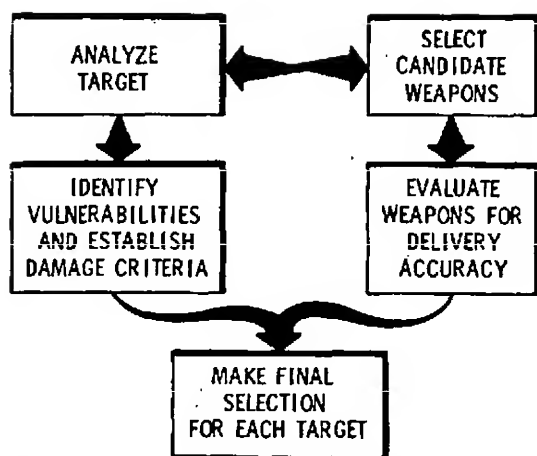 ANALYZE
TARGET
SELECT
CANDIDATE
WEAPONS
IDENTIFY
VULNERABILITIES
AND ESTABLISH
DAMAGE CRITERIA
EVALUATE
WEAPONS FOR
DELIVERY
ACCURACY
MAKE FINAL
SELECTION
FOR EACH TARGET